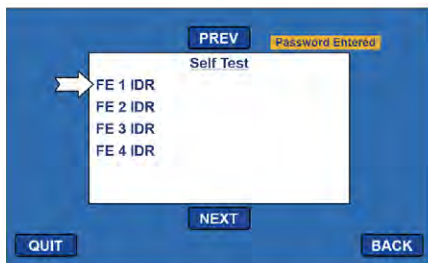 PREV
Password Entered
Self Test
FE 1 IDR
FE 2 IDR
FE 3 IDR
FE 4 IDR
NEXT
QUIT
BACK